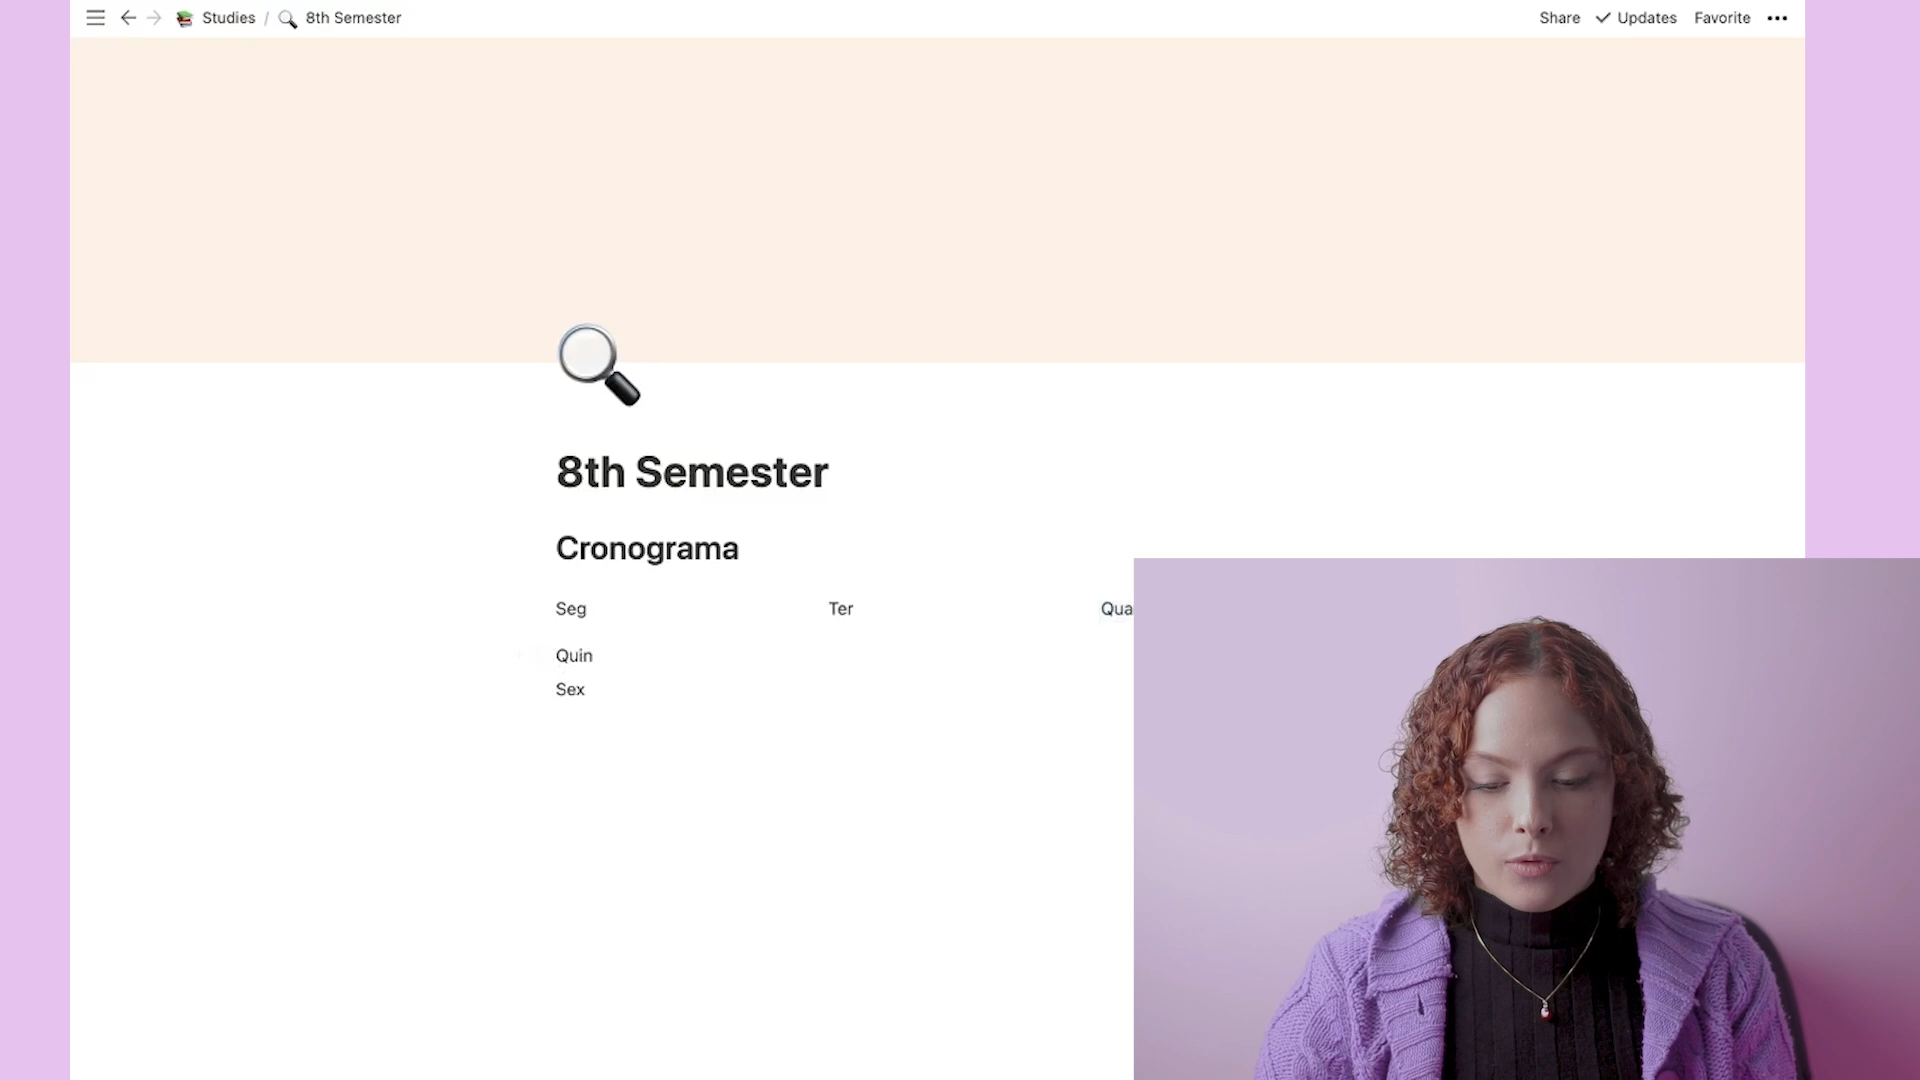 Studies / 8th Semester
Share Updates Favorite
8th Semester
Cronograma
Seg Ter Qua
Quin
Sex